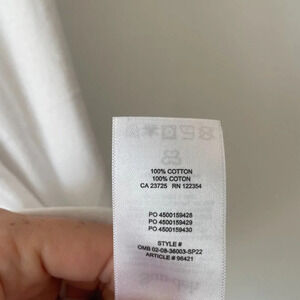 100% COTTON
100% COTON
CA 23725 RN 122354
PO 4500159428
PO 4500159429
PO 4500159430
STYLE #
OMB 02-08-36003-SP22
ARTICLE # 96421